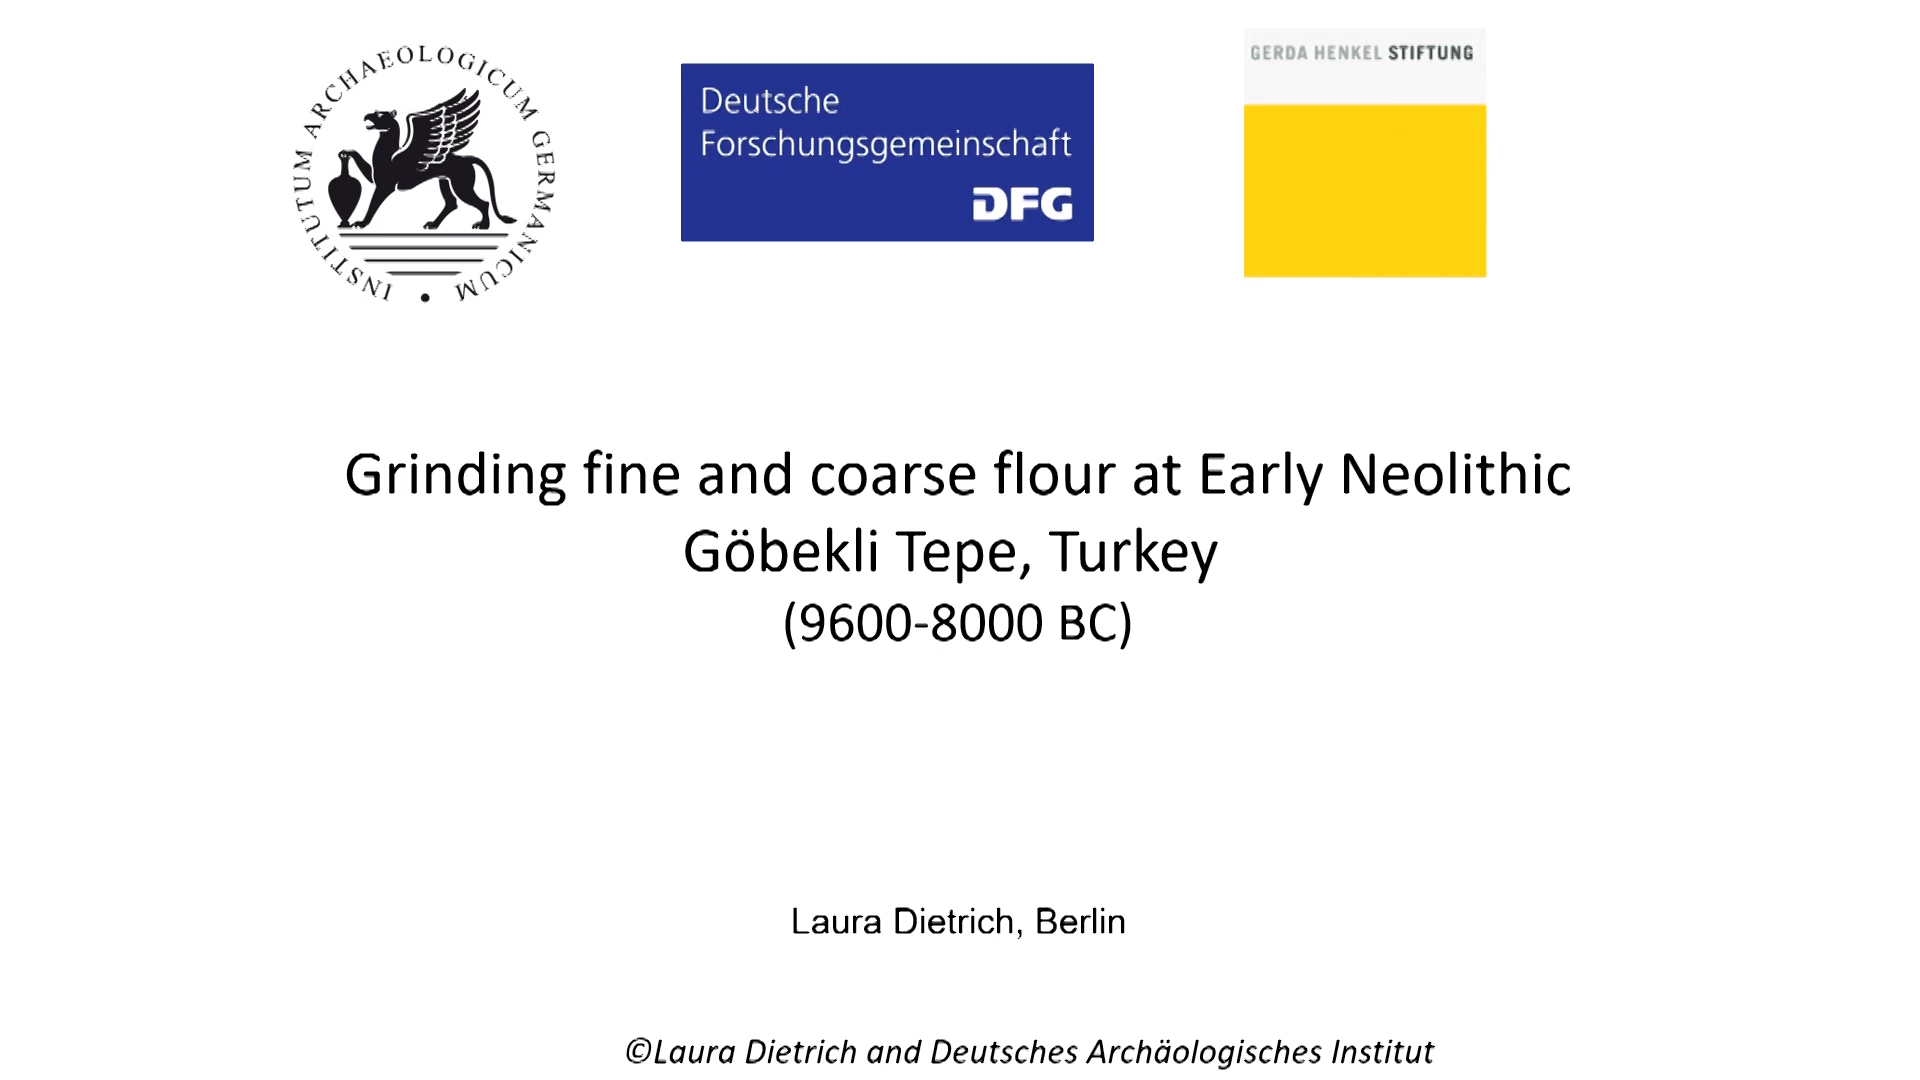 INSTITUTUM ARCHAEOLOGICUM GERMANICUM
Deutsche
Forschungsgemeinschaft
DFG
GERDA HENKEL STIFTUNG
Grinding fine and coarse flour at Early Neolithic
Göbekli Tepe, Turkey
(9600-8000 BC)
Laura Dietrich, Berlin
©Laura Dietrich and Deutsches Archäologisches Institut